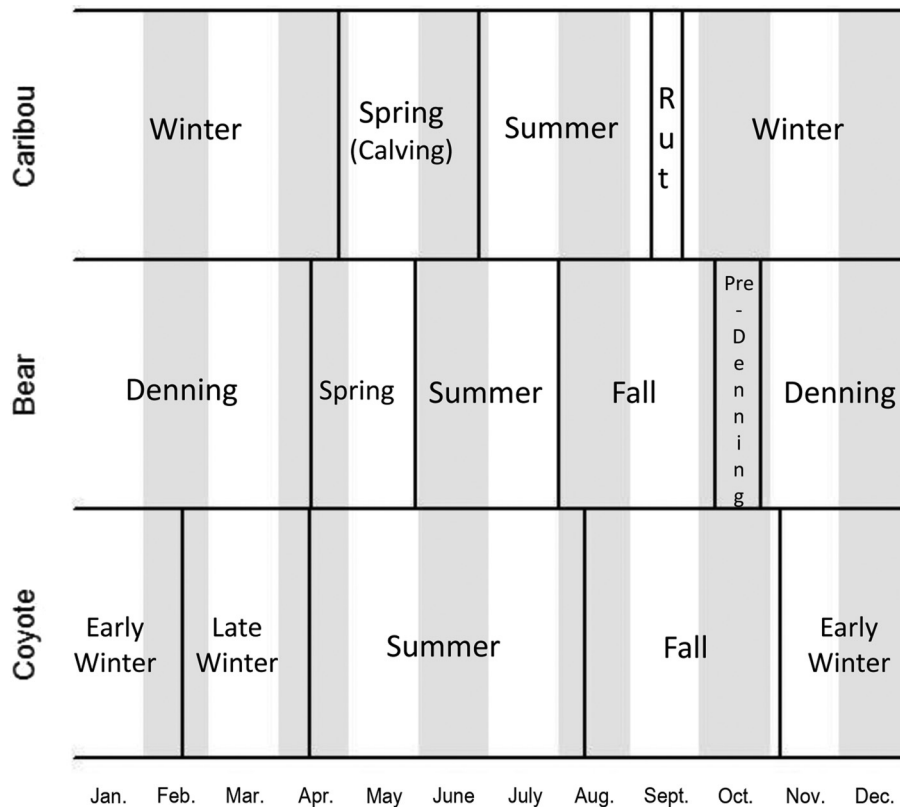 Caribou
Winter
Spring
(Calving)
Summer
R
u
t
Winter
Bear
Denning
Spring
Summer
Fall
Pre
-
D
e
n
n
i
n
g
Denning
Coyote
Early
Winter
Late
Winter
Summer
Fall
Early
Winter
Jan. Feb. Mar. Apr. May June July Aug. Sept. Oct. Nov. Dec.